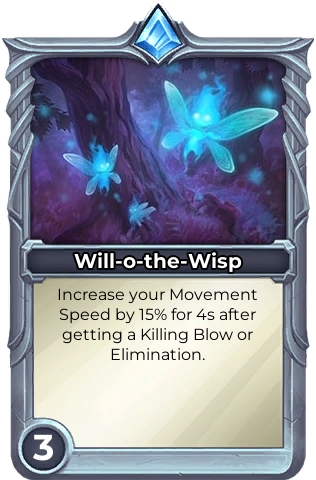 Will-o-the-Wisp
Increase your Movement
Speed by 15% for 4s after
getting a Killing Blow or
Elimination.
3